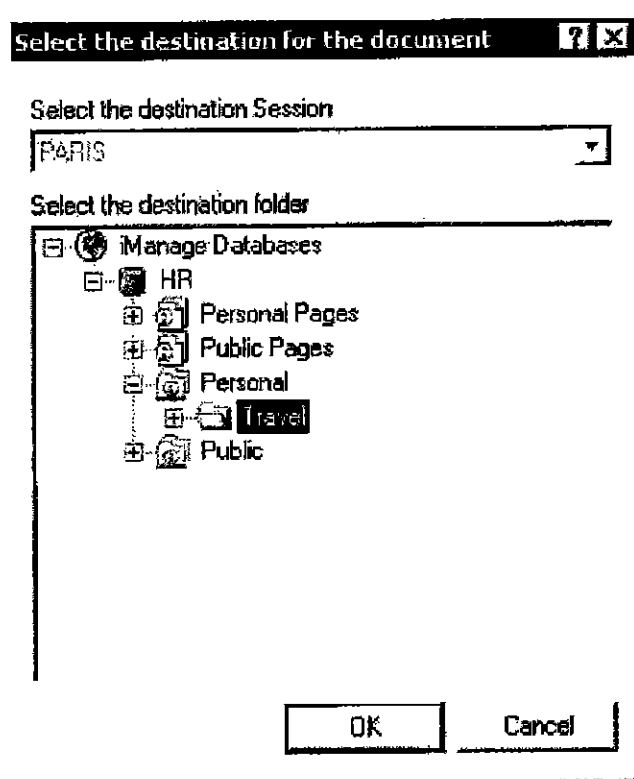 Select the destination for the document
Select the destination Session
PARIS
Select the destination folder
iManage Databases
HR
Personal Pages
Public Pages
Personal
Travel
Public
OK Cancel